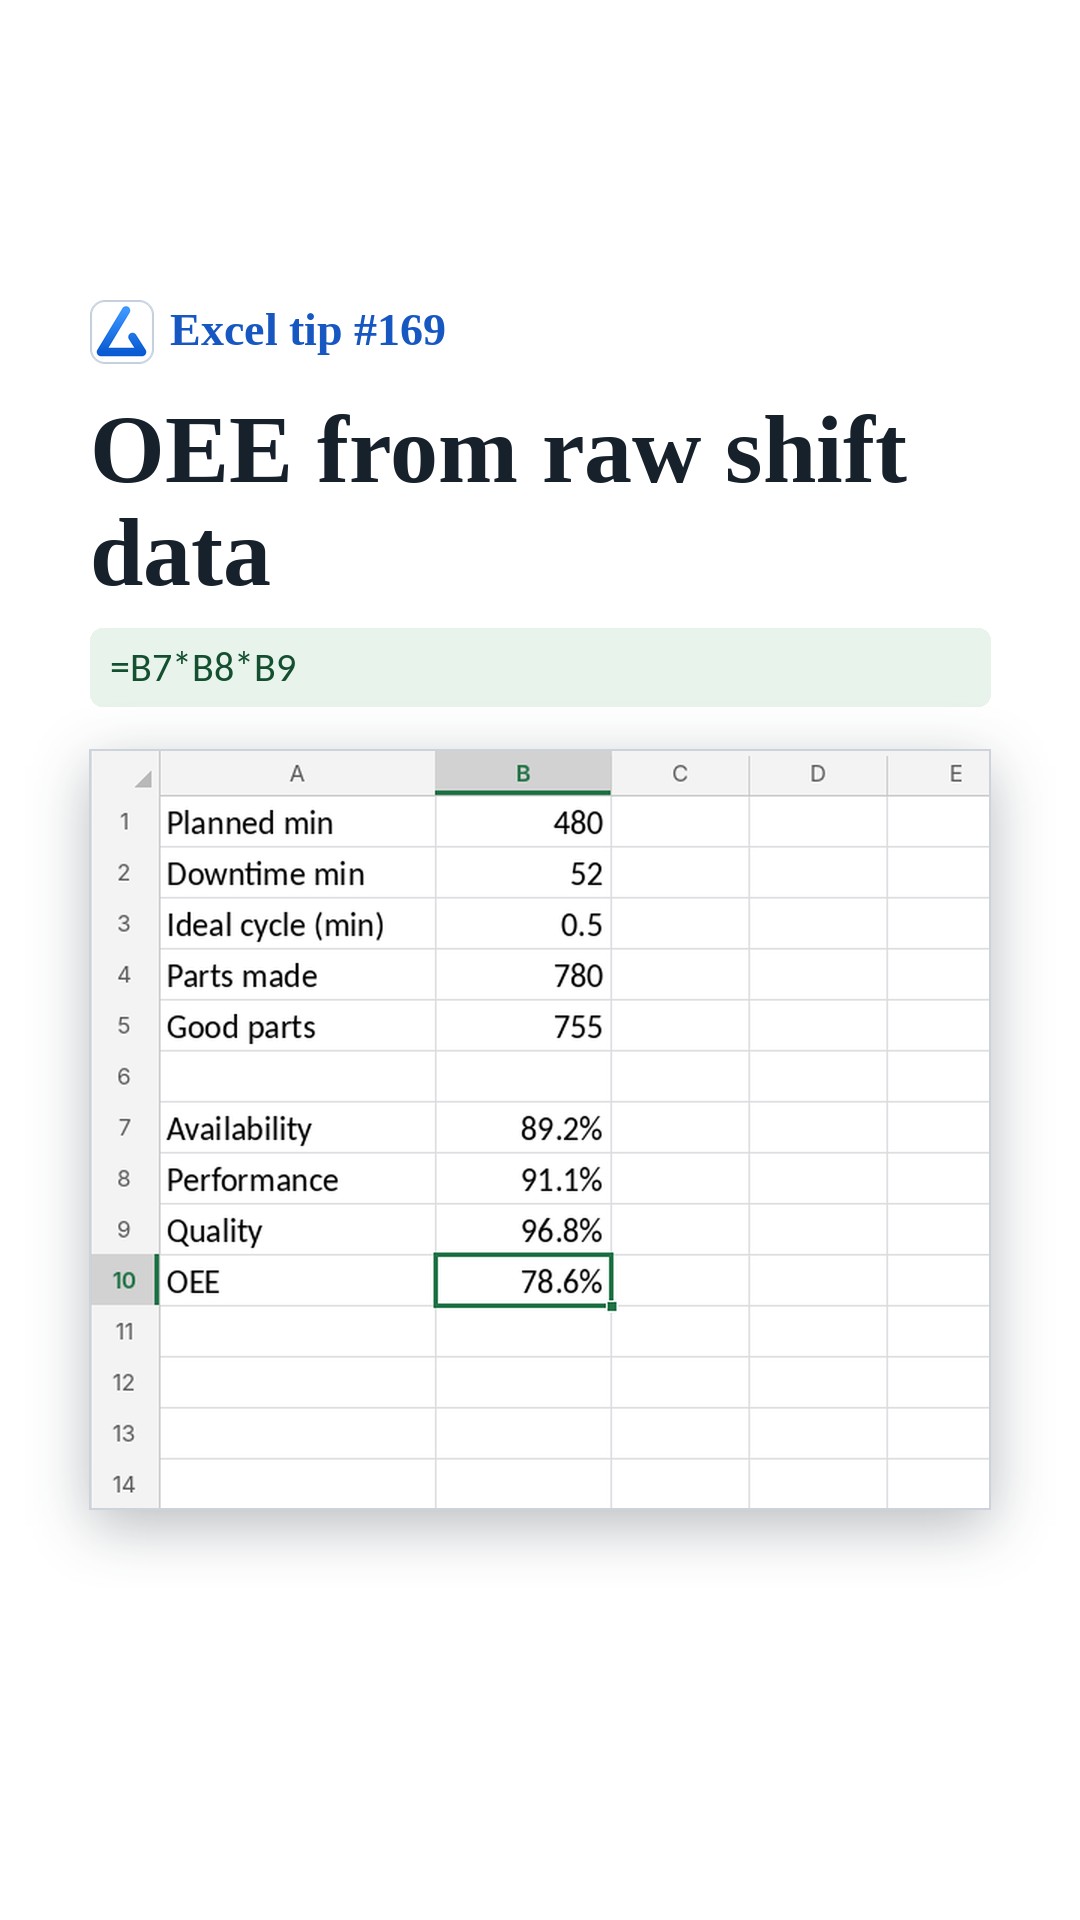 Excel tip #169
OEE from raw shift
data
=B7*B8*B9
A B C D E
1 Planned min 480
2 Downtime min 52
3 Ideal cycle (min) 0.5
4 Parts made 780
5 Good parts 755
6
7 Availability 89.2%
8 Performance 91.1%
9 Quality 96.8%
10 OEE 78.6%
11
12
13
14